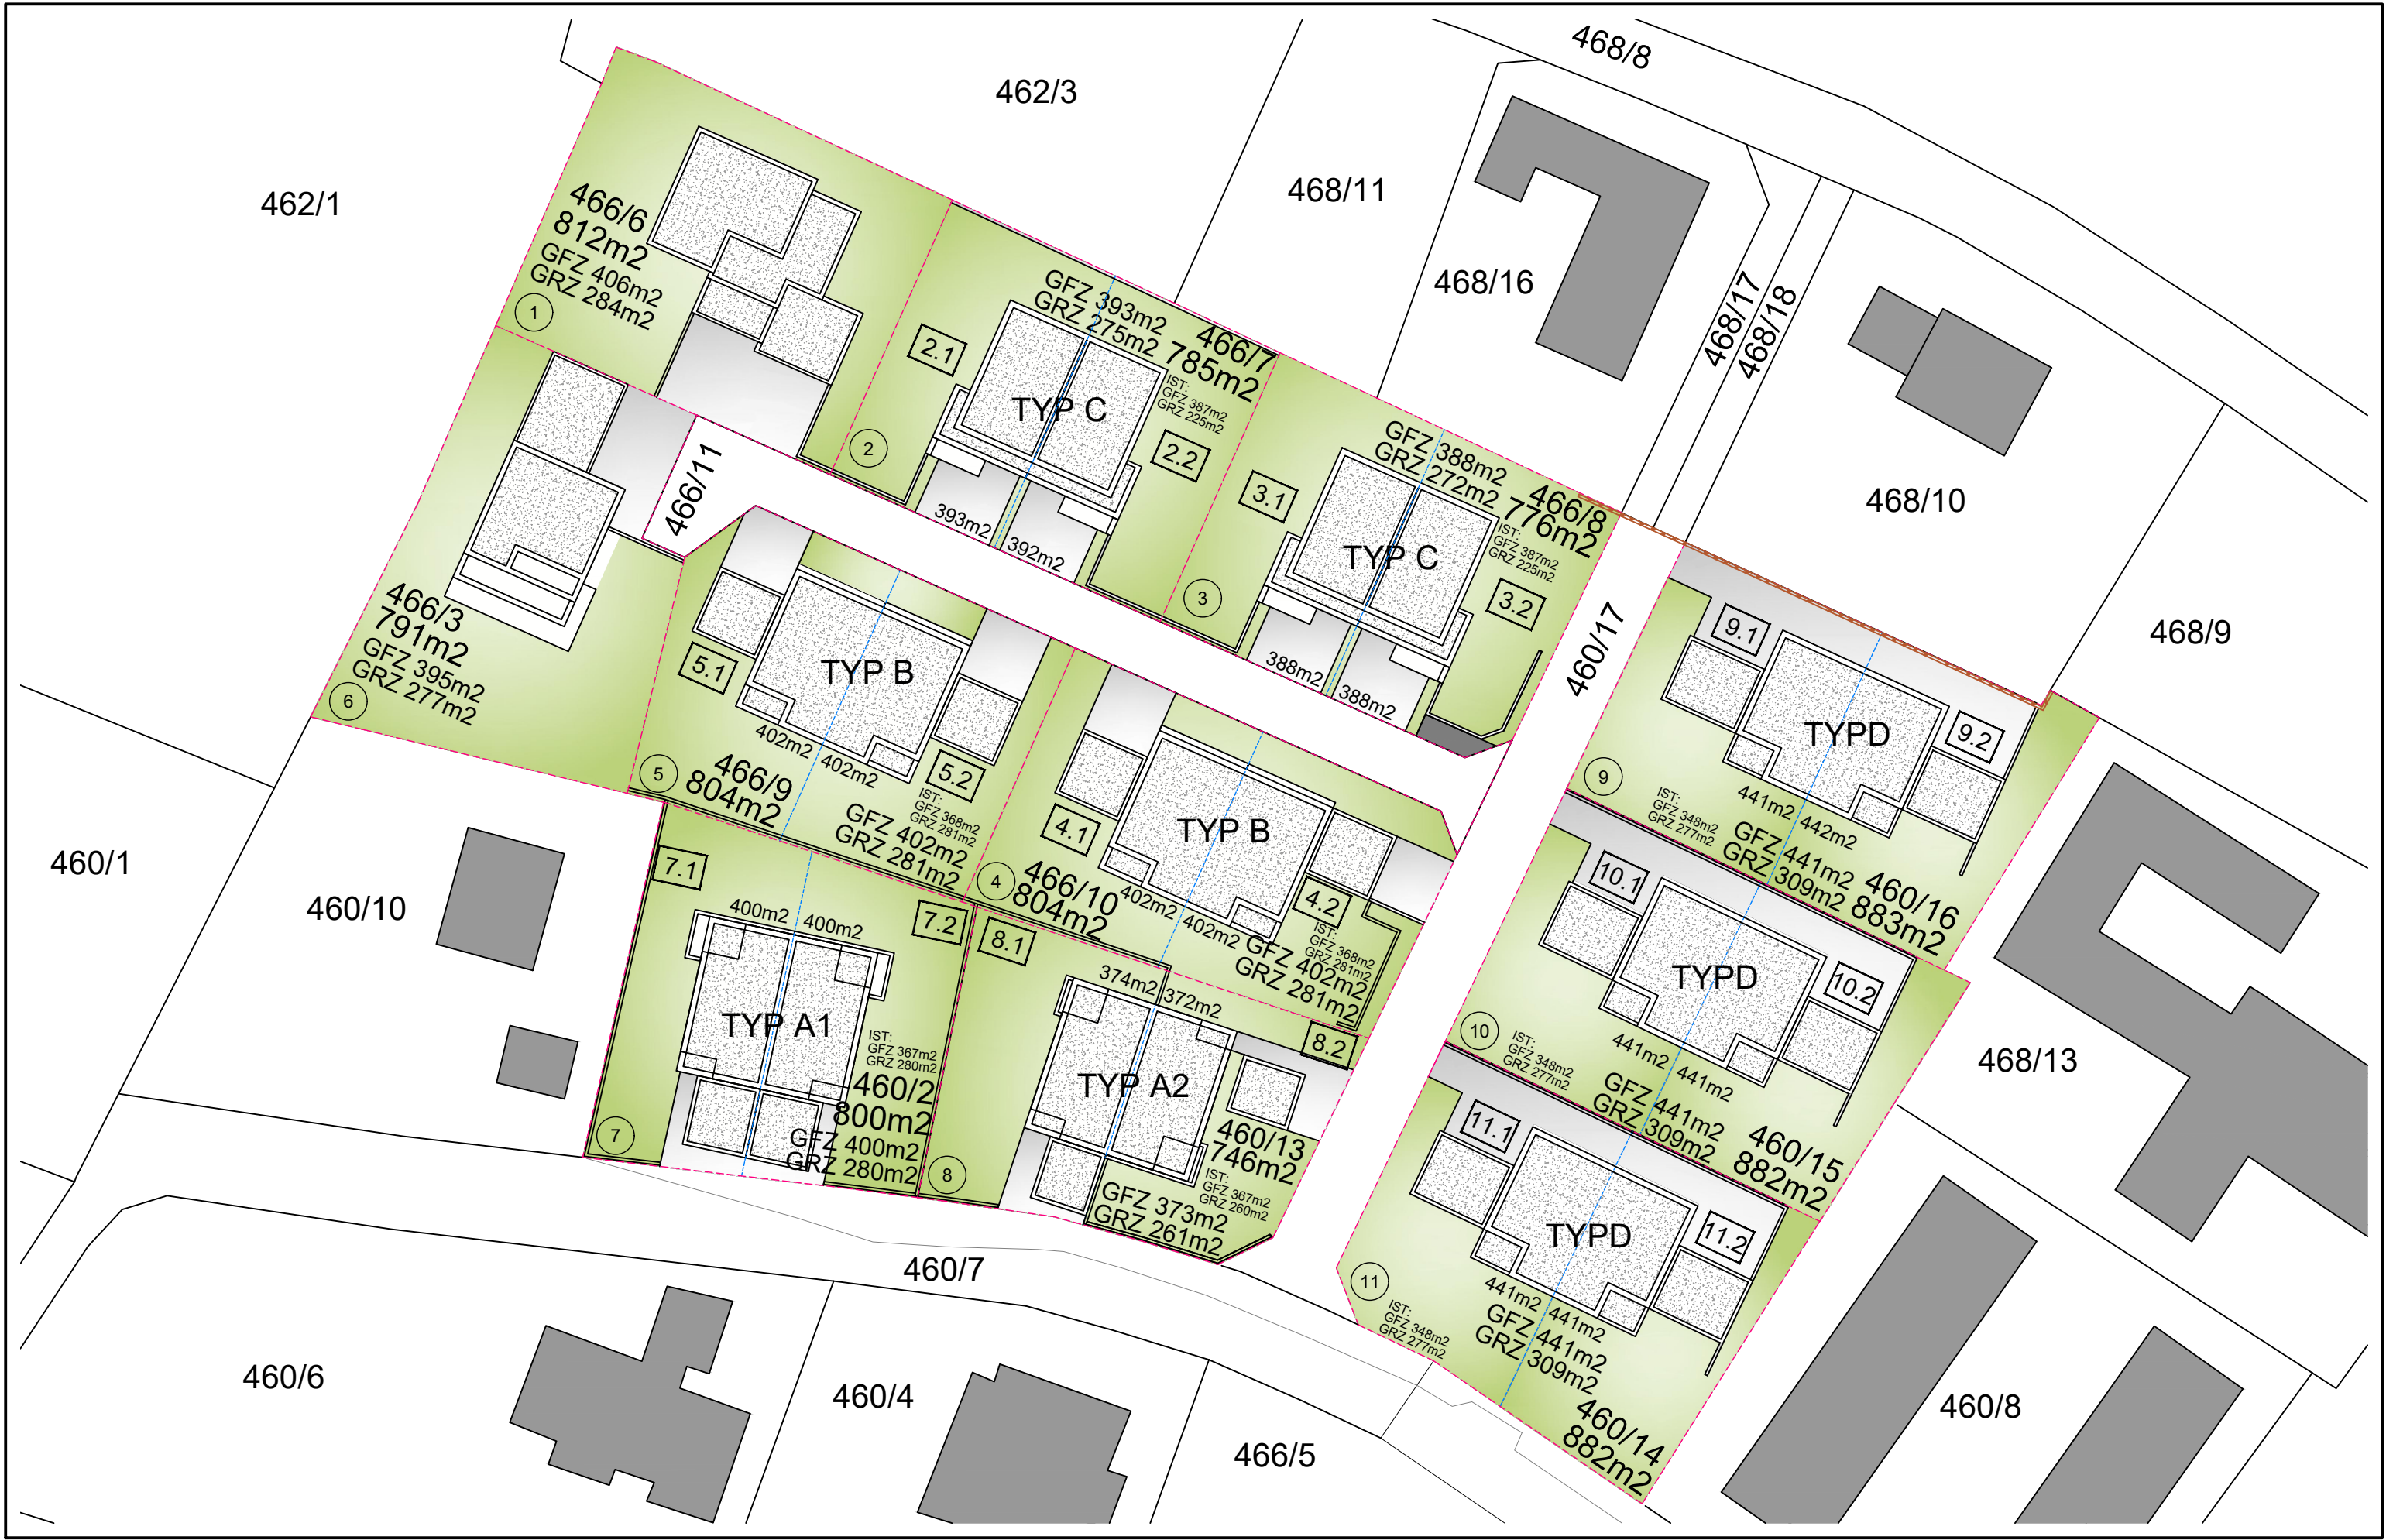 468/8
462/3
462/1
468/11
468/16
468/17
468/18
468/10
468/9
466/6
812m2
GFZ 406m2
GRZ 284m2
1
2.1
GFZ 393m2
GRZ 275m2
466/7
785m2
IST:
GFZ 387m2
GRZ 225m2
TYP C
2.2
2
393m2
392m2
466/11
3.1
GFZ 388m2
GRZ 272m2
466/8
776m2
IST:
GFZ 387m2
GRZ 225m2
TYP C
3.2
3
388m2
388m2
460/17
466/3
791m2
GFZ 395m2
GRZ 277m2
6
5.1
TYP B
402m2
402m2
5.2
5
466/9
804m2
IST:
GFZ 368m2
GRZ 281m2
GFZ 402m2
GRZ 281m2
4.1
TYP B
402m2
402m2
4.2
4
466/10
804m2
IST:
GFZ 368m2
GRZ 281m2
GFZ 402m2
GRZ 281m2
9.1
TYPD
9.2
9
441m2
442m2
IST:
GFZ 348m2
GRZ 277m2
GFZ 441m2
GRZ 309m2
460/16
883m2
460/1
460/10
7.1
400m2
400m2
7.2
TYP A1
IST:
GFZ 367m2
GRZ 280m2
460/2
800m2
GFZ 400m2
GRZ 280m2
7
8.1
374m2
372m2
8.2
TYP A2
460/13
746m2
IST:
GFZ 367m2
GRZ 260m2
GFZ 373m2
GRZ 261m2
8
10.1
TYPD
10.2
10
441m2
441m2
IST:
GFZ 348m2
GRZ 277m2
GFZ 441m2
GRZ 309m2
460/15
882m2
468/13
11.1
TYPD
11.2
11
441m2
441m2
IST:
GFZ 348m2
GRZ 277m2
GFZ 441m2
GRZ 309m2
460/14
882m2
460/7
460/6
460/4
466/5
460/8